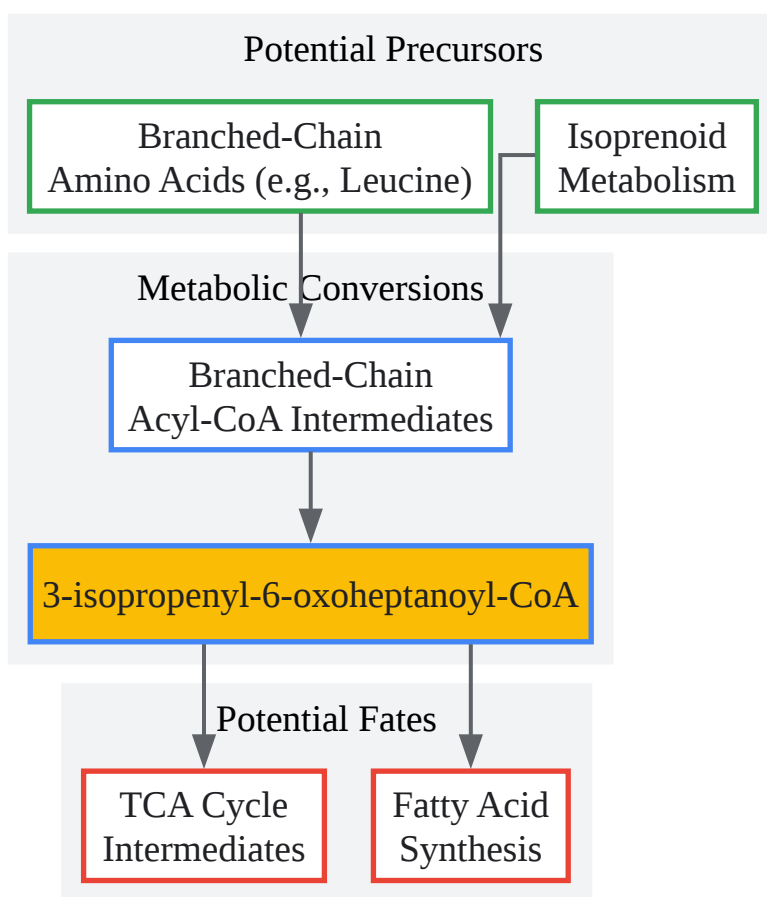 Potential Precursors
Branched-Chain
Amino Acids (e.g., Leucine)
Isoprenoid
Metabolism
Metabolic Conversions
Branched-Chain
Acyl-CoA Intermediates
3-isopropenyl-6-oxoheptanoyl-CoA
Potential Fates
TCA Cycle
Intermediates
Fatty Acid
Synthesis